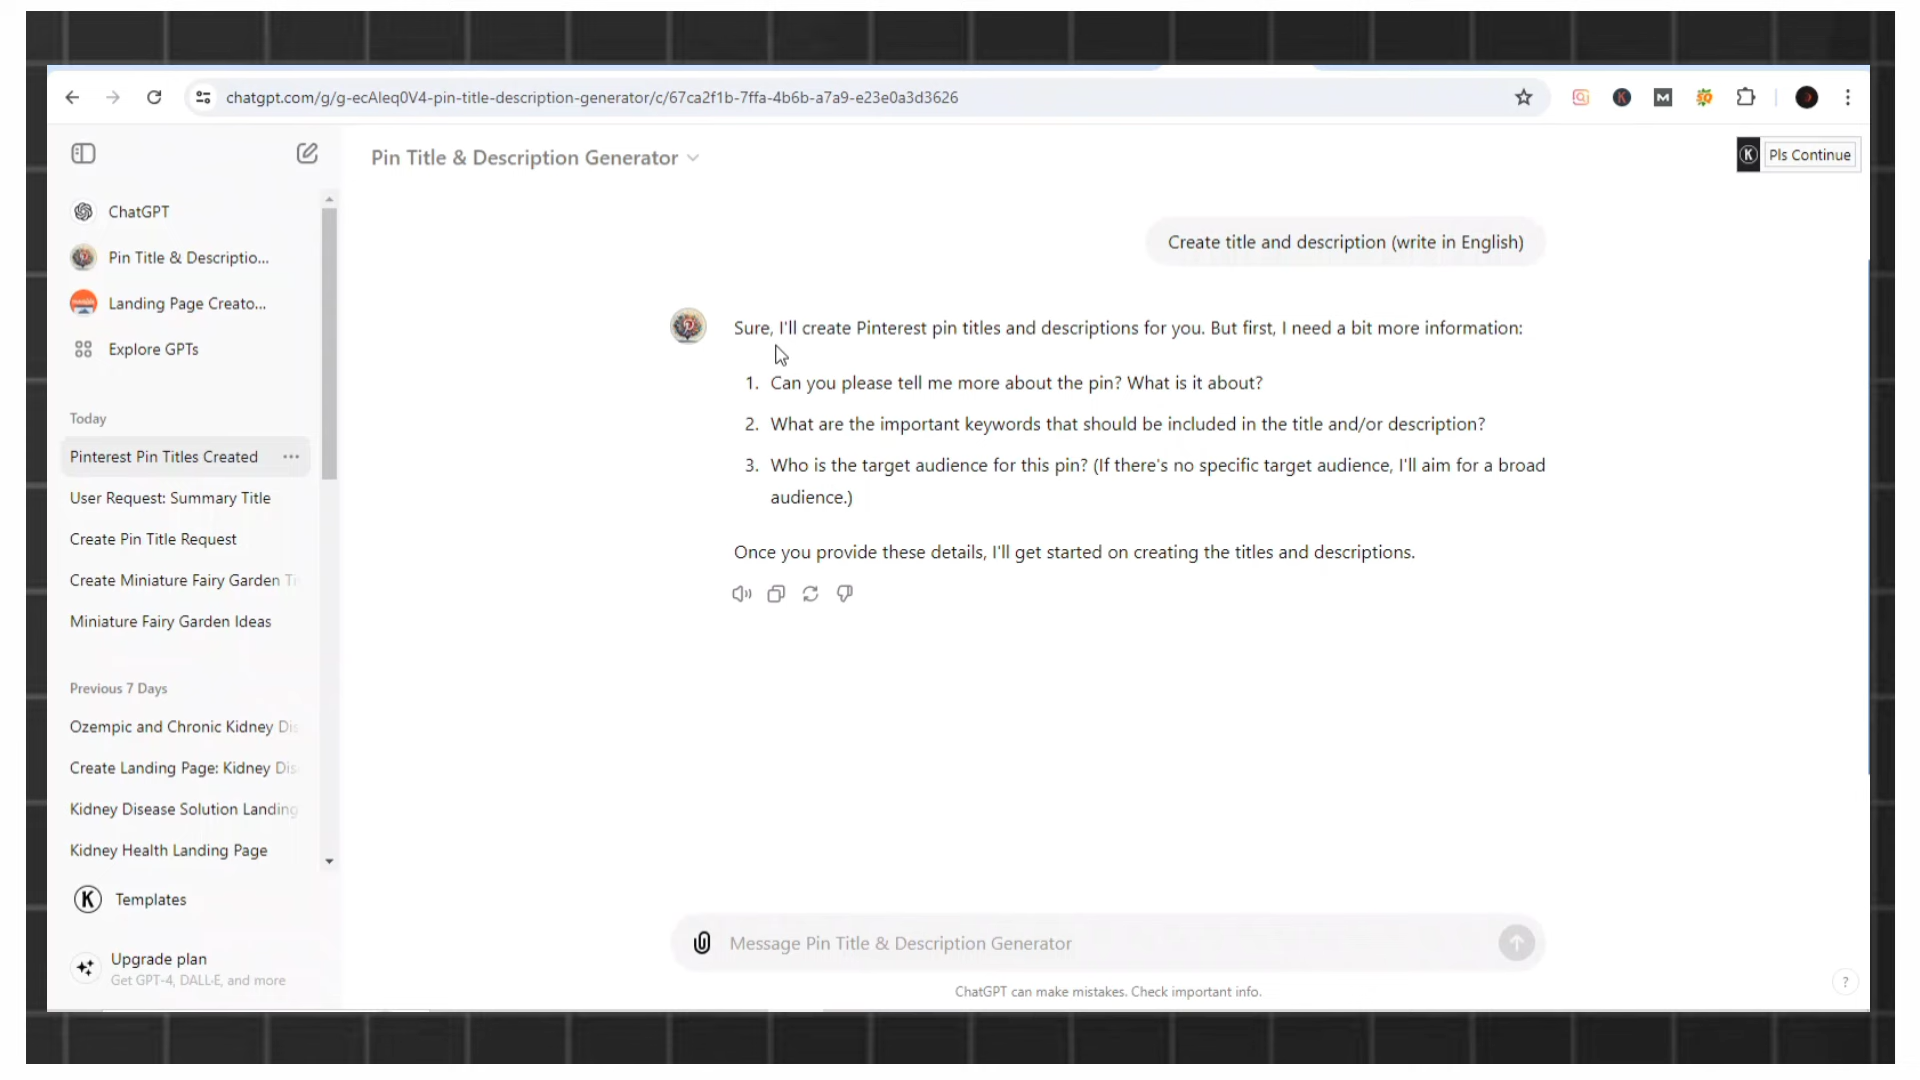 chatgpt.com/g/g-ecAleq0V4-pin-title-description-generator/c/67ca2f1b-7ffa-4b6b-a7a9-e23e0a3d3626
Pin Title & Description Generator
Pls Continue
ChatGPT
Pin Title & Descriptio...
Landing Page Creato...
Explore GPTs
Today
Pinterest Pin Titles Created
User Request: Summary Title
Create Pin Title Request
Create Miniature Fairy Garden Ti
Miniature Fairy Garden Ideas
Previous 7 Days
Ozempic and Chronic Kidney Dis
Create Landing Page: Kidney Dis
Kidney Disease Solution Landing
Kidney Health Landing Page
K Templates
Upgrade plan
Get GPT-4, DALL·E, and more
Create title and description (write in English)
Sure, I'll create Pinterest pin titles and descriptions for you. But first, I need a bit more information:
1. Can you please tell me more about the pin? What is it about?
2. What are the important keywords that should be included in the title and/or description?
3. Who is the target audience for this pin? (If there's no specific target audience, I'll aim for a broad
audience.)
Once you provide these details, I'll get started on creating the titles and descriptions.
Message Pin Title & Description Generator
ChatGPT can make mistakes. Check important info.
?